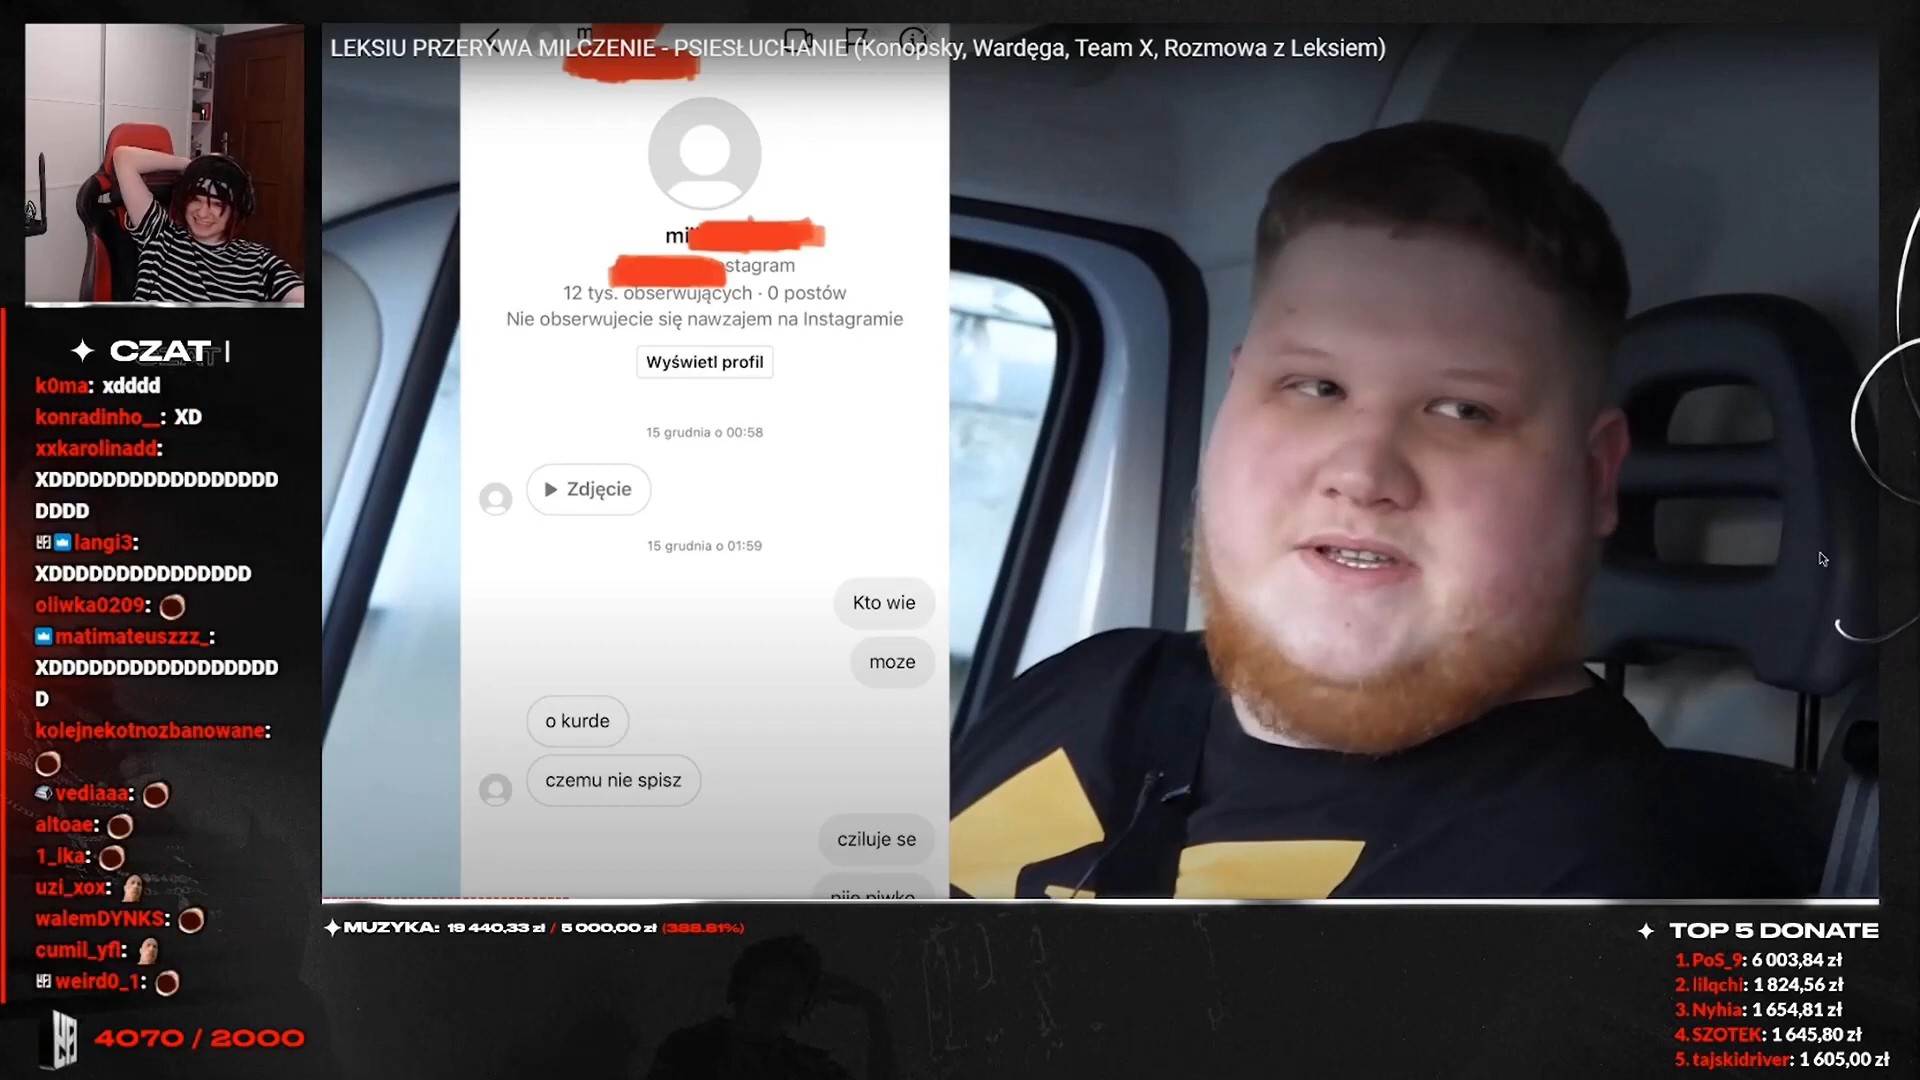 LEKSIU PRZERYWA MILCZENIE - PSIESŁUCHANIE (Konopsky, Wardęga, Team X, Rozmowa z Leksiem)
mi
stagram
12 tys. obserwujących · 0 postów
Nie obserwujecie się nawzajem na Instagramie
Wyświetl profil
15 grudnia o 00:58
Zdjęcie
15 grudnia o 01:59
Kto wie
moze
o kurde
czemu nie spisz
cziluje se
pije piwko
CZAT
k0ma: xdddd
konradinho__: XD
xxkarolinadd:
XDDDDDDDDDDDDDDDDD
DDDD
langi3:
XDDDDDDDDDDDDDDD
oliwka0209:
matimateuszzz_:
XDDDDDDDDDDDDDDDDD
D
kolejnekotnozbanowane:
vediaaa:
altoae:
1_ika:
uzi_xox:
walemDYNKS:
cumil_yfl:
weird0_1:
4070 / 2000
MUZYKA: 19 440,33 zł / 5 000,00 zł (388.81%)
TOP 5 DONATE
1. PoS_9: 6 003,84 zł
2. lilqchi: 1 824,56 zł
3. Nyhia: 1 654,81 zł
4. SZOTEK: 1 645,80 zł
5. tajskidriver: 1 605,00 zł